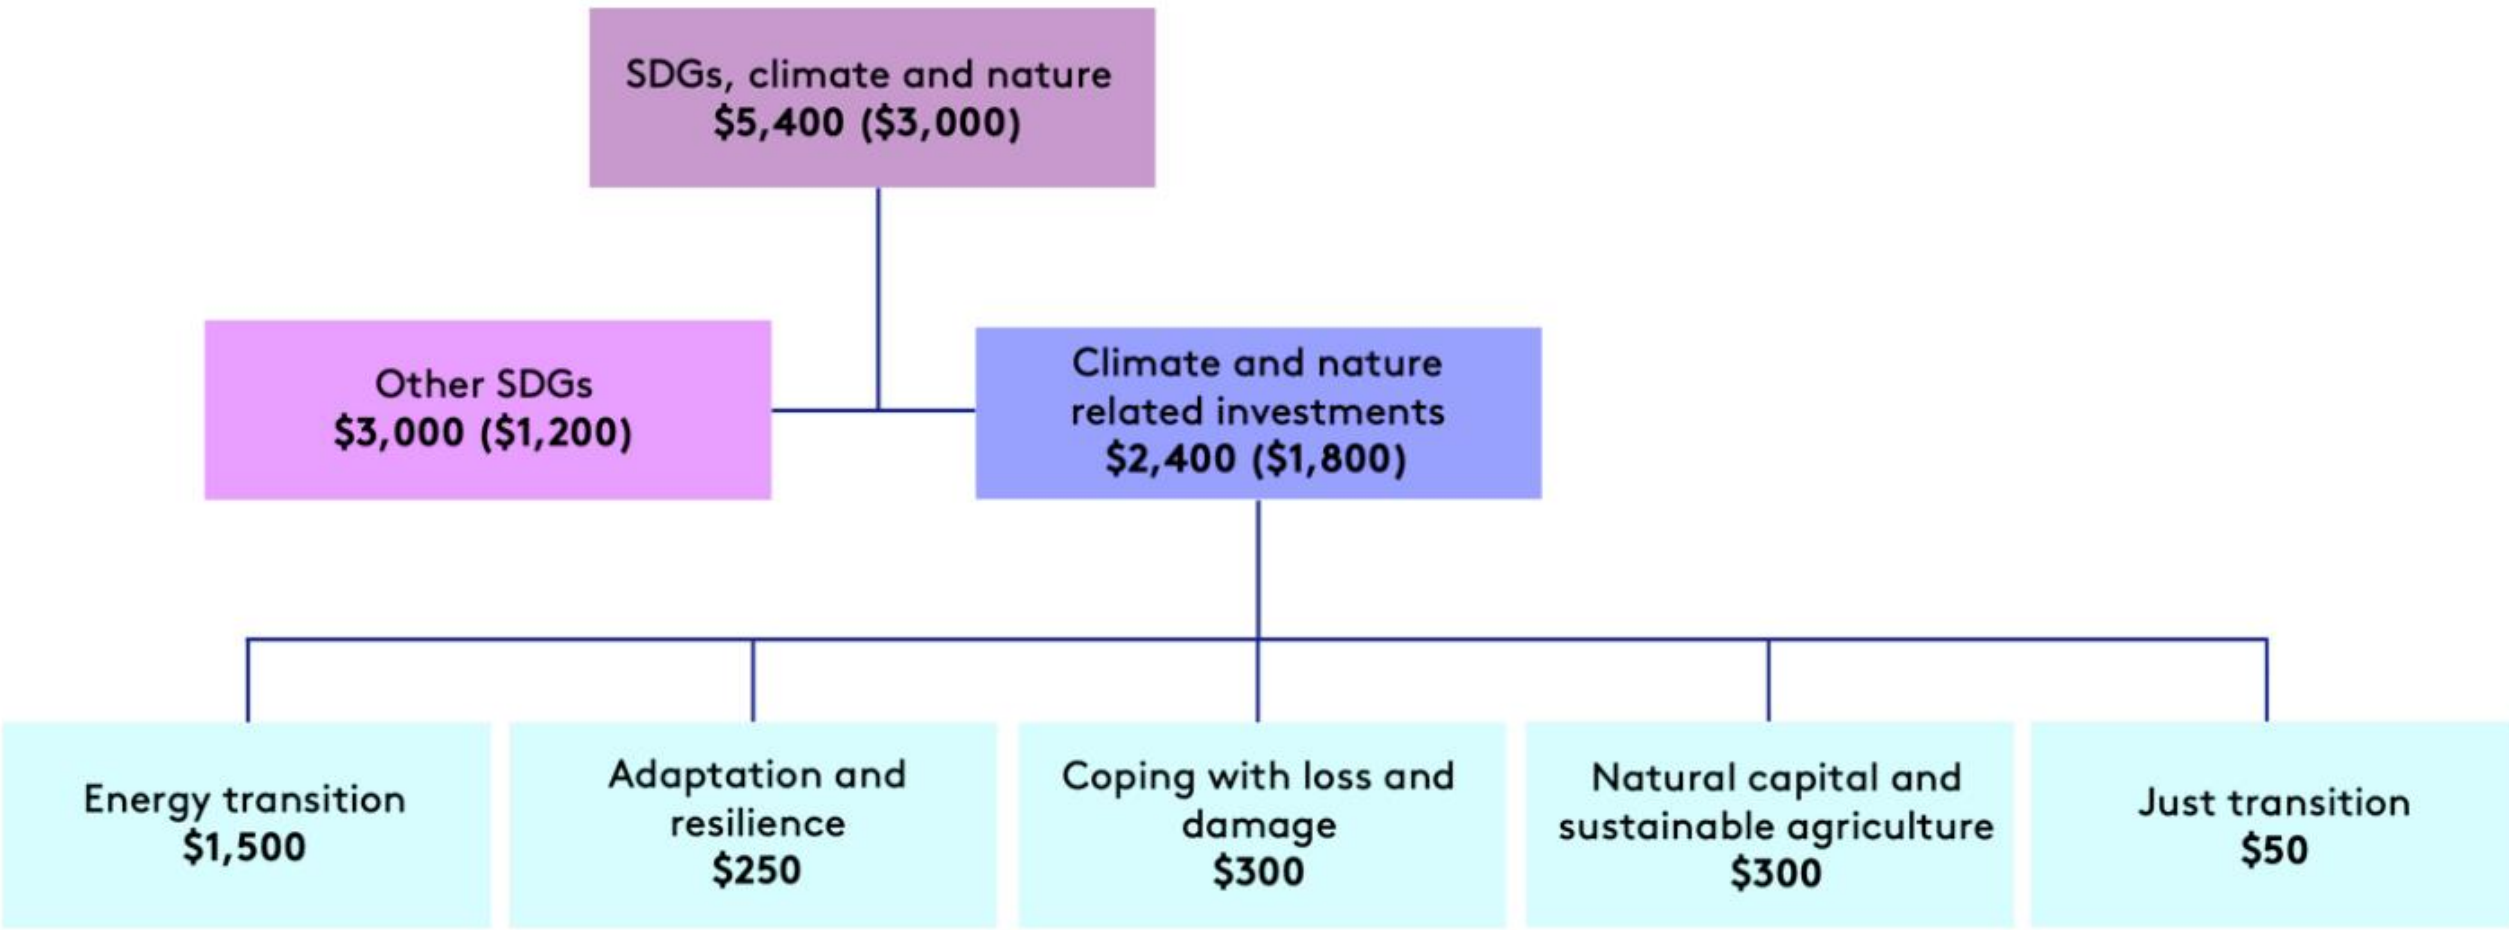 SDGs, climate and nature
$5,400 ($3,000)
Other SDGs
$3,000 ($1,200)
Climate and nature
related investments
$2,400 ($1,800)
Energy transition
$1,500
Adaptation and
resilience
$250
Coping with loss and
damage
$300
Natural capital and
sustainable agriculture
$300
Just transition
$50